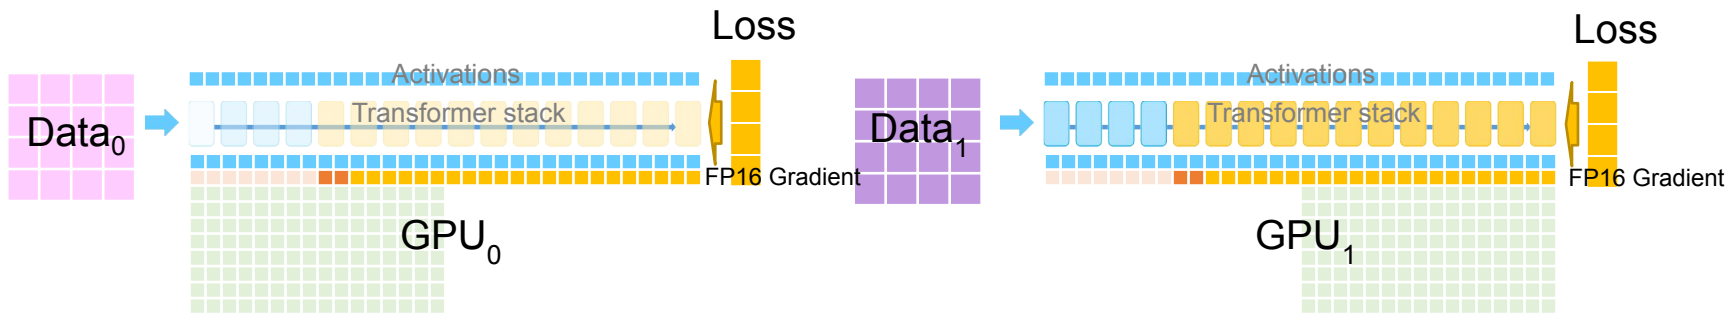 Loss
Activations
Transformer stack
Data0
FP16 Gradient
GPU0
Loss
Activations
Transformer stack
Data1
FP16 Gradient
GPU1